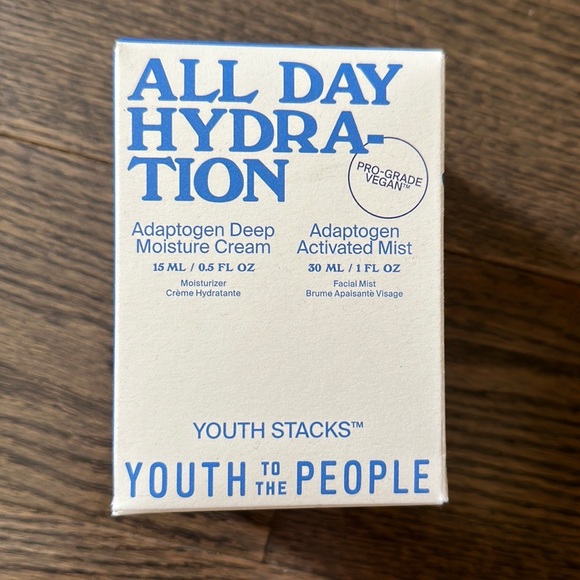 ALL DAY
HYDRA-
TION
PRO-GRADE
VEGAN™
Adaptogen Deep
Moisture Cream
15 ML / 0.5 FL OZ
Moisturizer
Crème Hydratante
Adaptogen
Activated Mist
30 ML / 1 FL OZ
Facial Mist
Brume Apaisante Visage
YOUTH STACKS™
YOUTH TO THE PEOPLE